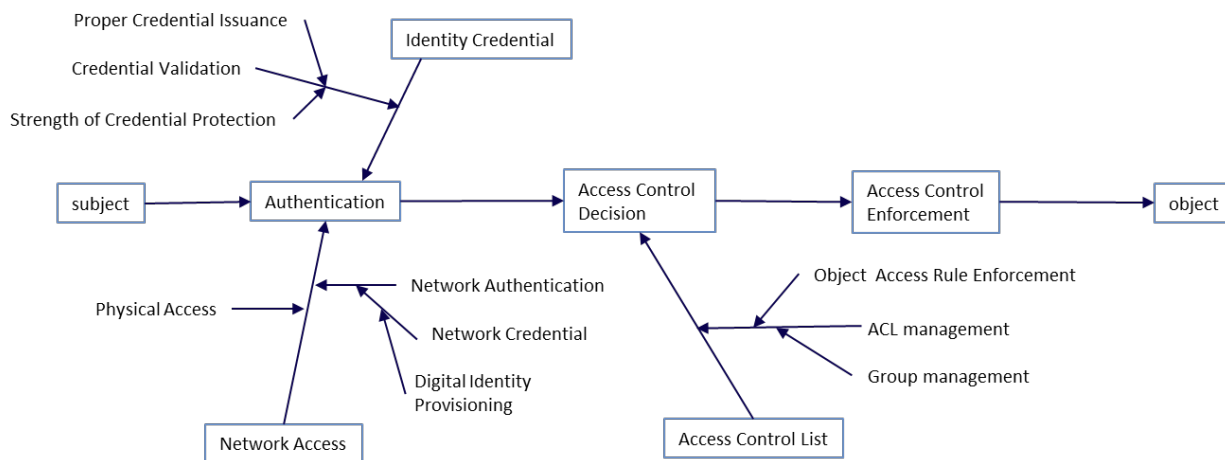 Proper Credential Issuance
Identity Credential
Credential Validation
Strength of Credential Protection
subject
Authentication
Access Control
Decision
Access Control
Enforcement
object
Object  Access Rule Enforcement
Network Authentication
Physical Access
ACL management
Network Credential
Group management
Digital Identity
Provisioning
Network Access
Access Control List